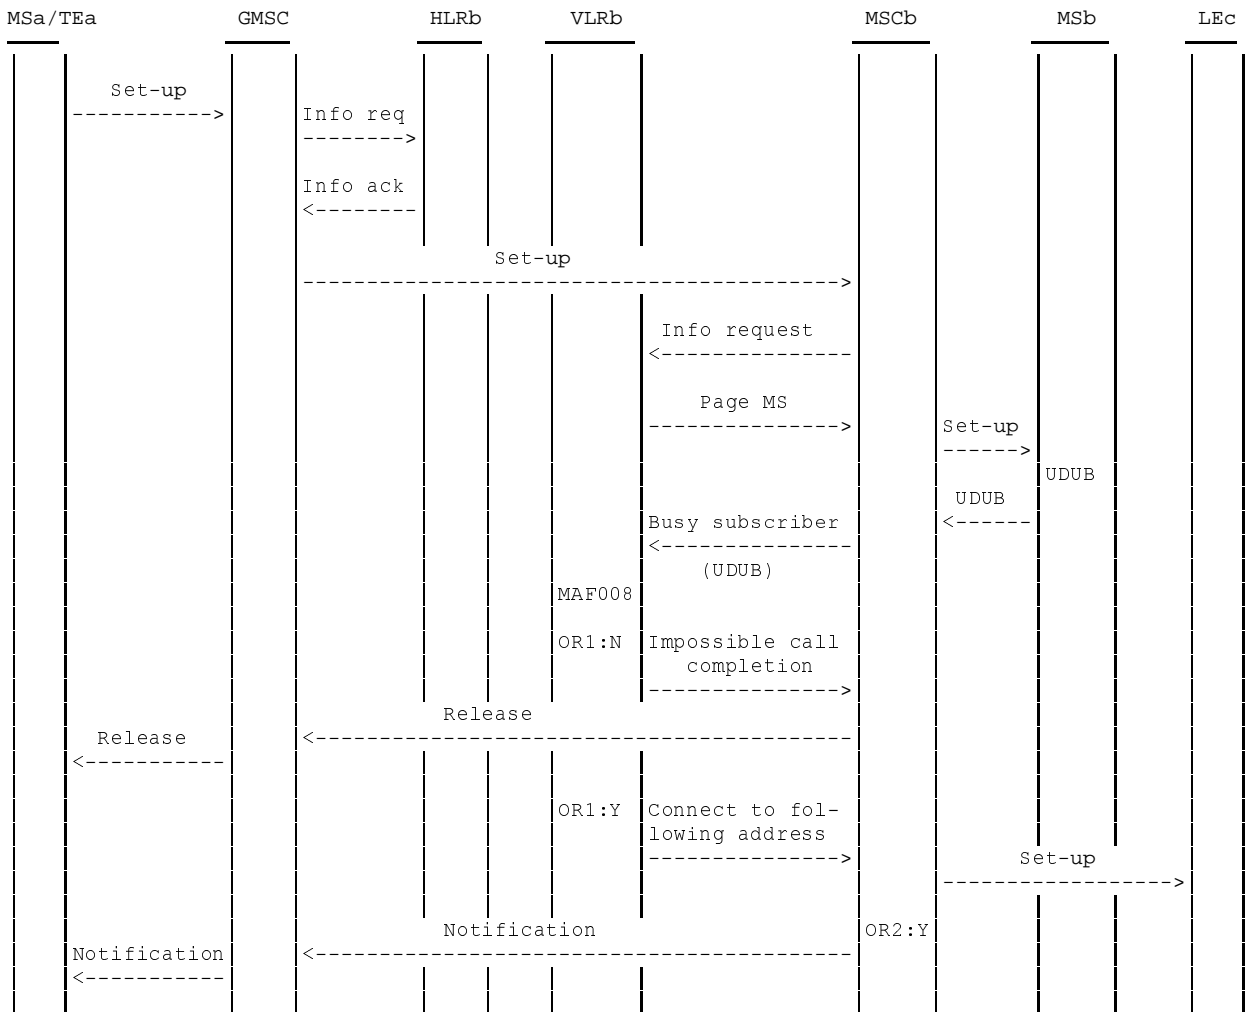 MSa/TEa GMSC HLRb VLRb MSCb MSb LEc
Set-up
----------->
Info req
-------->
Info ack
<--------
Set-up
------------------------------------------>
Info request
<---------------
Page MS
--------------->
Set-up
------>
UDUB
UDUB
<------
Busy subscriber
<---------------
(UDUB)
MAF008
OR1:N Impossible call
completion
--------------->
Release
<------------------------------------------
Release
<-----------
OR1:Y Connect to fol-
lowing address
--------------->
Set-up
------------------>
Notification OR2:Y
<------------------------------------------
Notification
<-----------